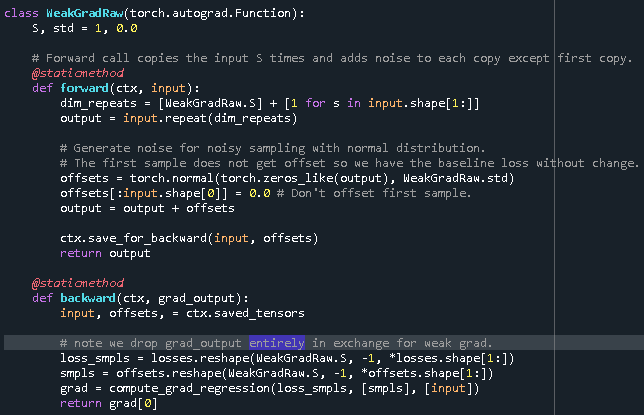 class WeakGradRaw(torch.autograd.Function):
    S, std = 1, 0.0

    # Forward call copies the input S times and adds noise to each copy except first copy.
    @staticmethod
    def forward(ctx, input):
        dim_repeats = [WeakGradRaw.S] + [1 for s in input.shape[1:]]
        output = input.repeat(dim_repeats)

        # Generate noise for noisy sampling with normal distribution.
        # The first sample does not get offset so we have the baseline loss without change.
        offsets = torch.normal(torch.zeros_like(output), WeakGradRaw.std)
        offsets[:input.shape[0]] = 0.0 # Don't offset first sample.
        output = output + offsets

        ctx.save_for_backward(input, offsets)
        return output

    @staticmethod
    def backward(ctx, grad_output):
        input, offsets, = ctx.saved_tensors

        # note we drop grad_output entirely in exchange for weak grad.
        loss_smpls = losses.reshape(WeakGradRaw.S, -1, *losses.shape[1:])
        smpls = offsets.reshape(WeakGradRaw.S, -1, *offsets.shape[1:])
        grad = compute_grad_regression(loss_smpls, [smpls], [input])
        return grad[0]